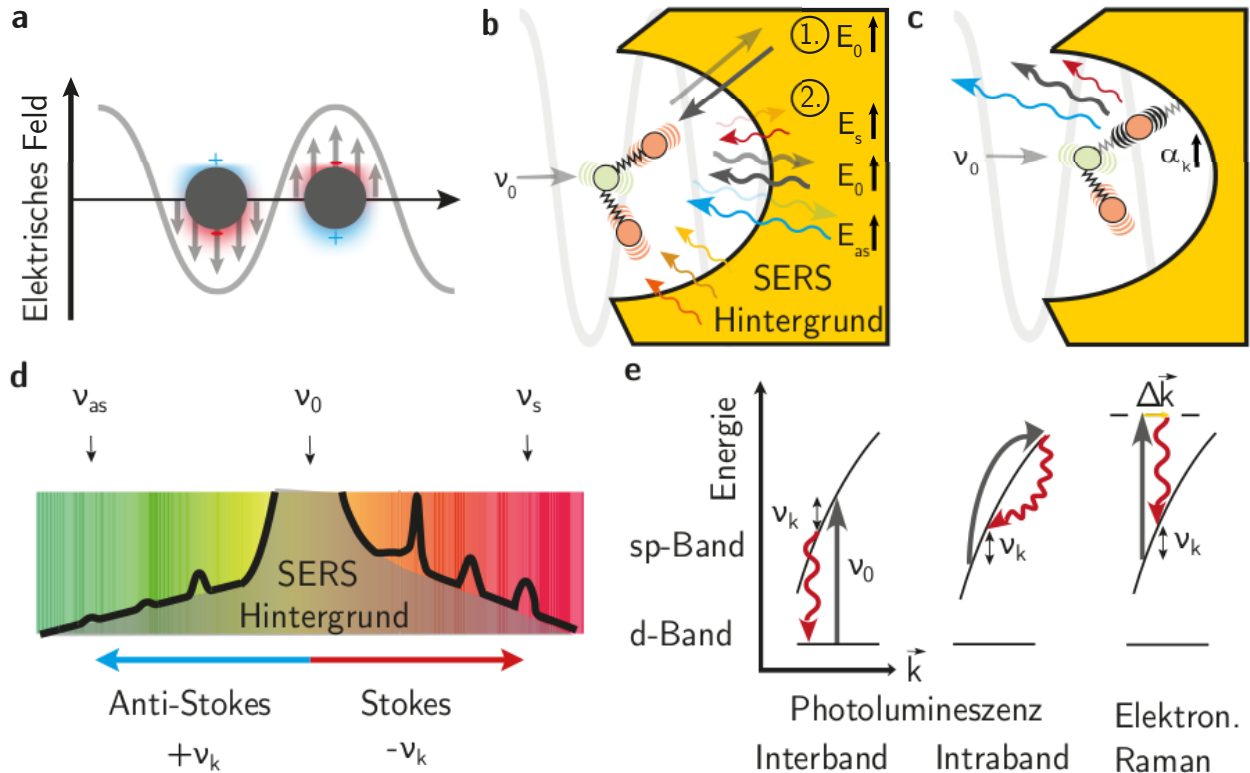 a
Elektrisches Feld
+
-
-
+
b
1. E₀
2.
Eₛ
E₀
Eₐₛ
ν₀
SERS
Hintergrund
c
ν₀
αₖ
d
νₐₛ ν₀ νₛ
SERS
Hintergrund
Anti-Stokes Stokes
+νₖ -νₖ
e
Energie
sp-Band
d-Band
νₖ
ν₀
νₖ
Δk⃗
νₖ
k⃗
Photolumineszenz
Interband Intraband
Elektron.
Raman